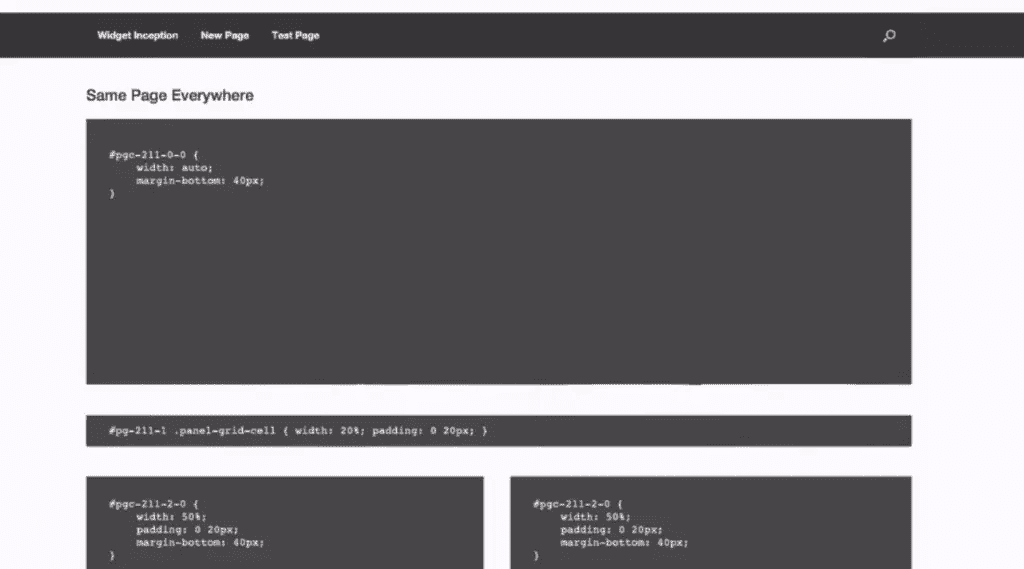 Widget Inception New Page Test Page
Same Page Everywhere
#pgc-211-0-0 {
    width: auto;
    margin-bottom: 40px;
}
#pg-211-1 .panel-grid-cell { width: 20%; padding: 0 20px; }
#pgc-211-2-0 {
    width: 50%;
    padding: 0 20px;
    margin-bottom: 40px;
}
#pgc-211-2-0 {
    width: 50%;
    padding: 0 20px;
    margin-bottom: 40px;
}